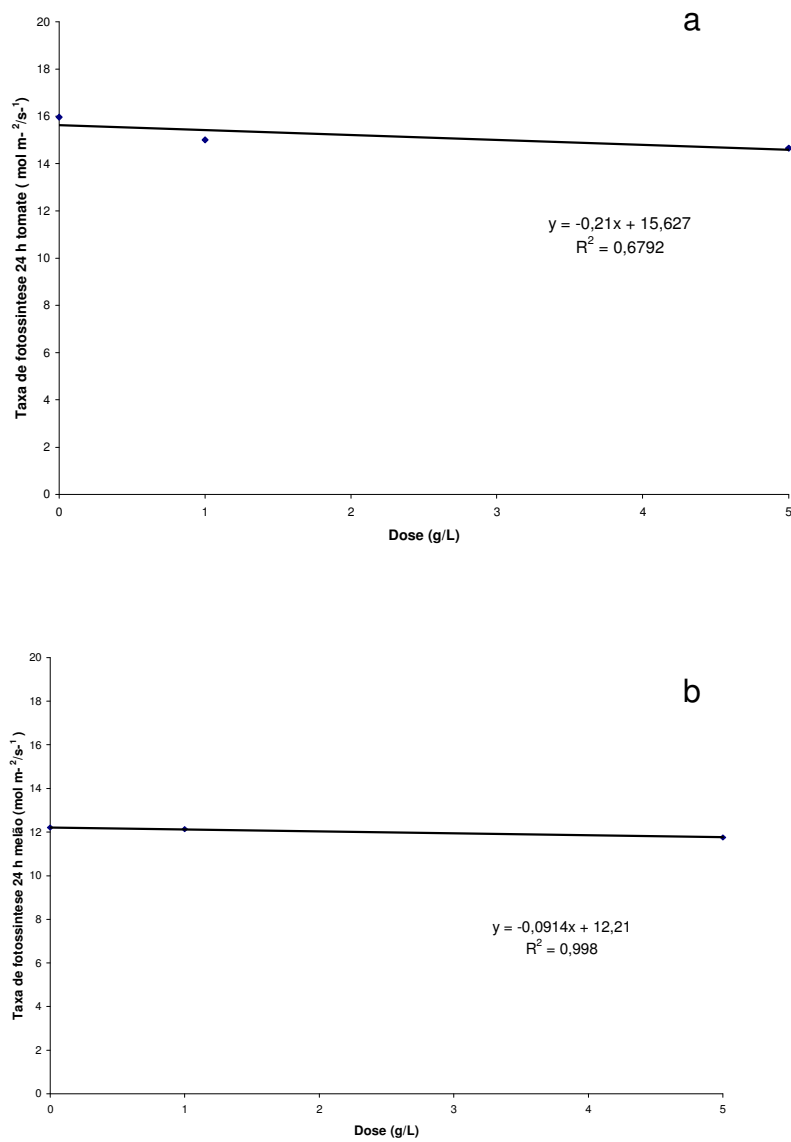 a
20
18
16
14
12
10
8
6
4
2
0
Taxa de fotossintese 24 h tomate ( mol m-²/s-¹)
y = -0,21x + 15,627
R² = 0,6792
0 1 2 3 4 5
Dose (g/L)
b
20
18
16
14
12
10
8
6
4
2
0
Taxa de fotossintese 24 h melão (mol m-²/s-¹ )
y = -0,0914x + 12,21
R² = 0,998
0 1 2 3 4 5
Dose (g/L)